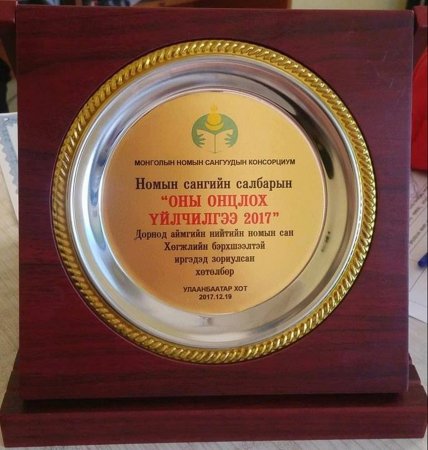 МОНГОЛЫН НОМЫН САНГУУДЫН КОНСОРЦИУМ
Номын сангийн салбарын
“ОНЫ ОНЦЛОХ
ҮЙЛЧИЛГЭЭ 2017”
Дорнод аймгийн нийтийн номын сан
Хөгжлийн бэрхшээлтэй
иргэдэд зориулсан
хөтөлбөр
УЛААНБААТАР ХОТ
2017.12.19